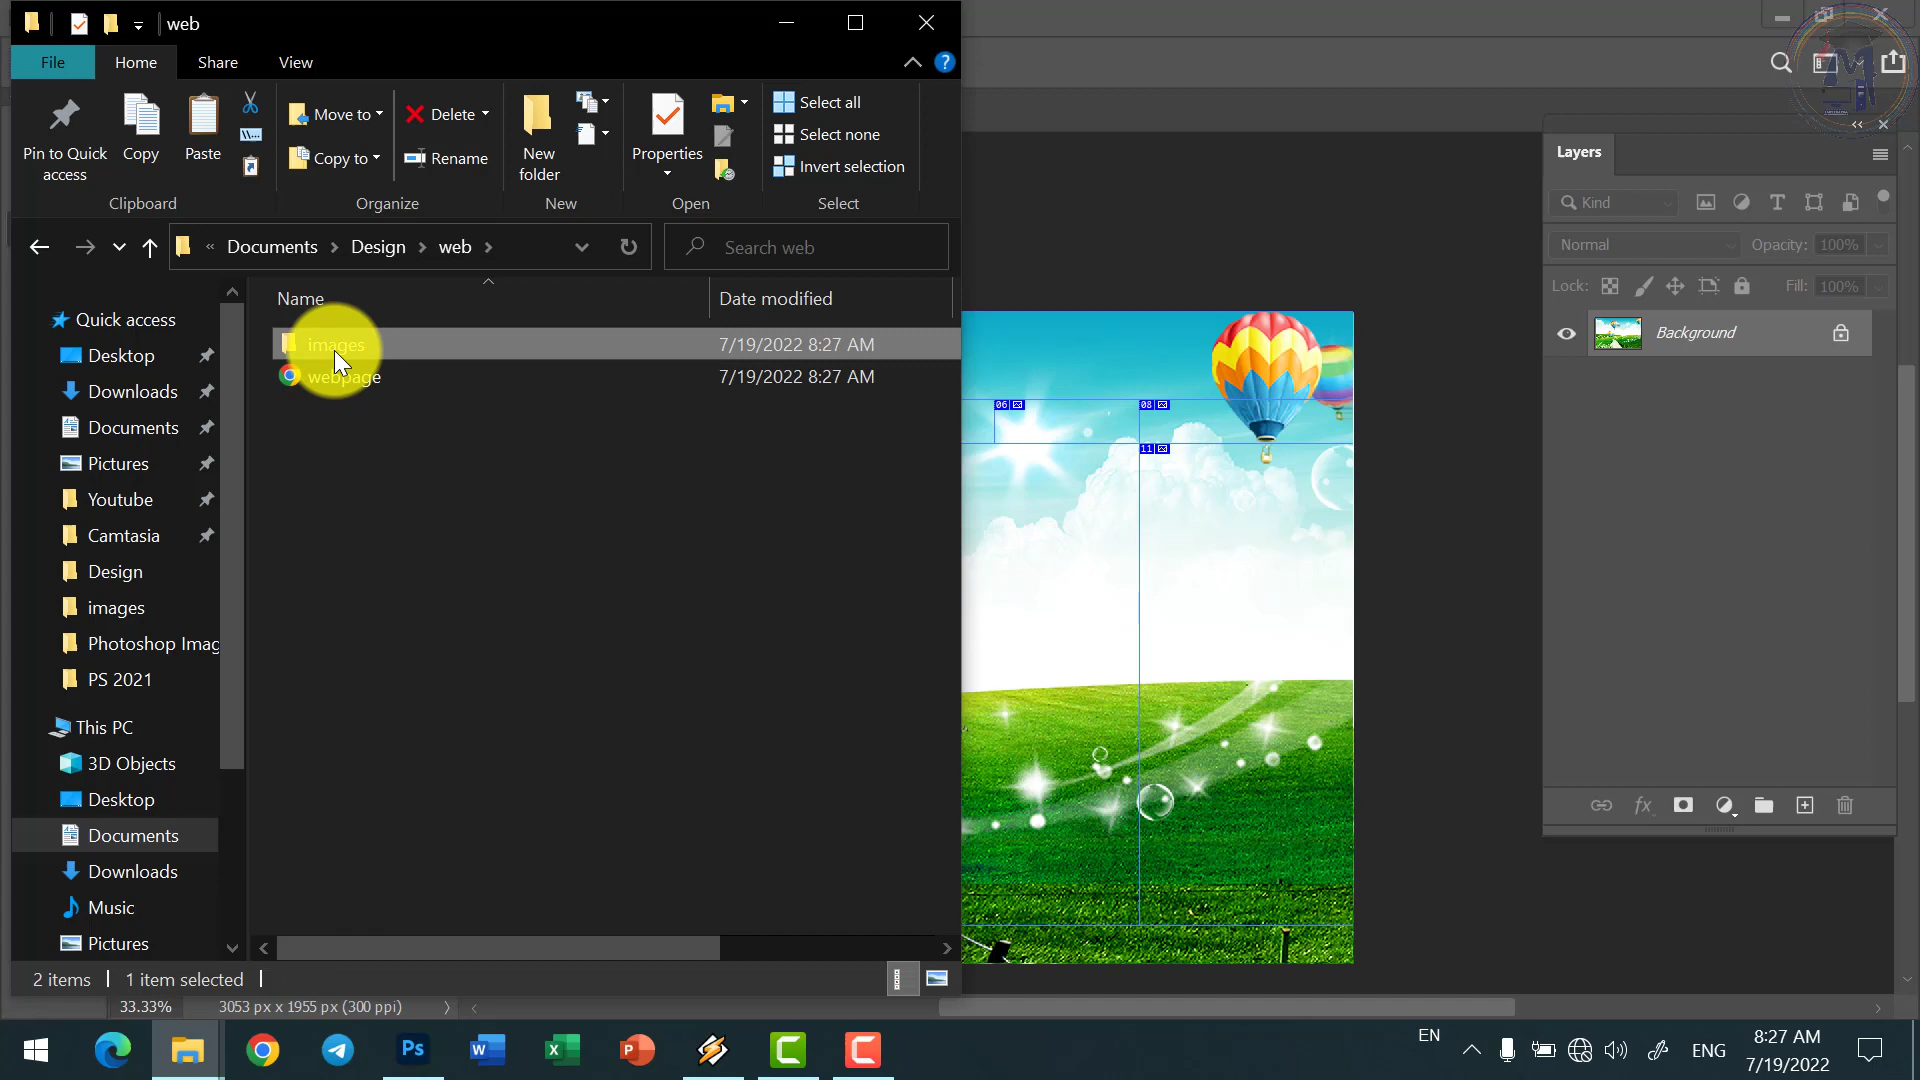 web
File
Home
Share
View
?
Pin to Quick
access
Copy
Paste
Clipboard
Move to
Copy to
Delete
Rename
Organize
New
folder
New
Properties
Open
Select all
Select none
Invert selection
Select
« Documents > Design > web >
Search web
Name
Date modified
images
7/19/2022 8:27 AM
webpage
7/19/2022 8:27 AM
Quick access
Desktop
Downloads
Documents
Pictures
Youtube
Camtasia
Design
images
Photoshop Imag
PS 2021
This PC
3D Objects
Desktop
Documents
Downloads
Music
Pictures
2 items
1 item selected
33.33%
3053 px x 1955 px (300 ppi)
06
08
11
Layers
Kind
Normal
Opacity: 100%
Lock:
Fill: 100%
Background
fx
Ps
W
X
P
EN
ENG
8:27 AM
7/19/2022